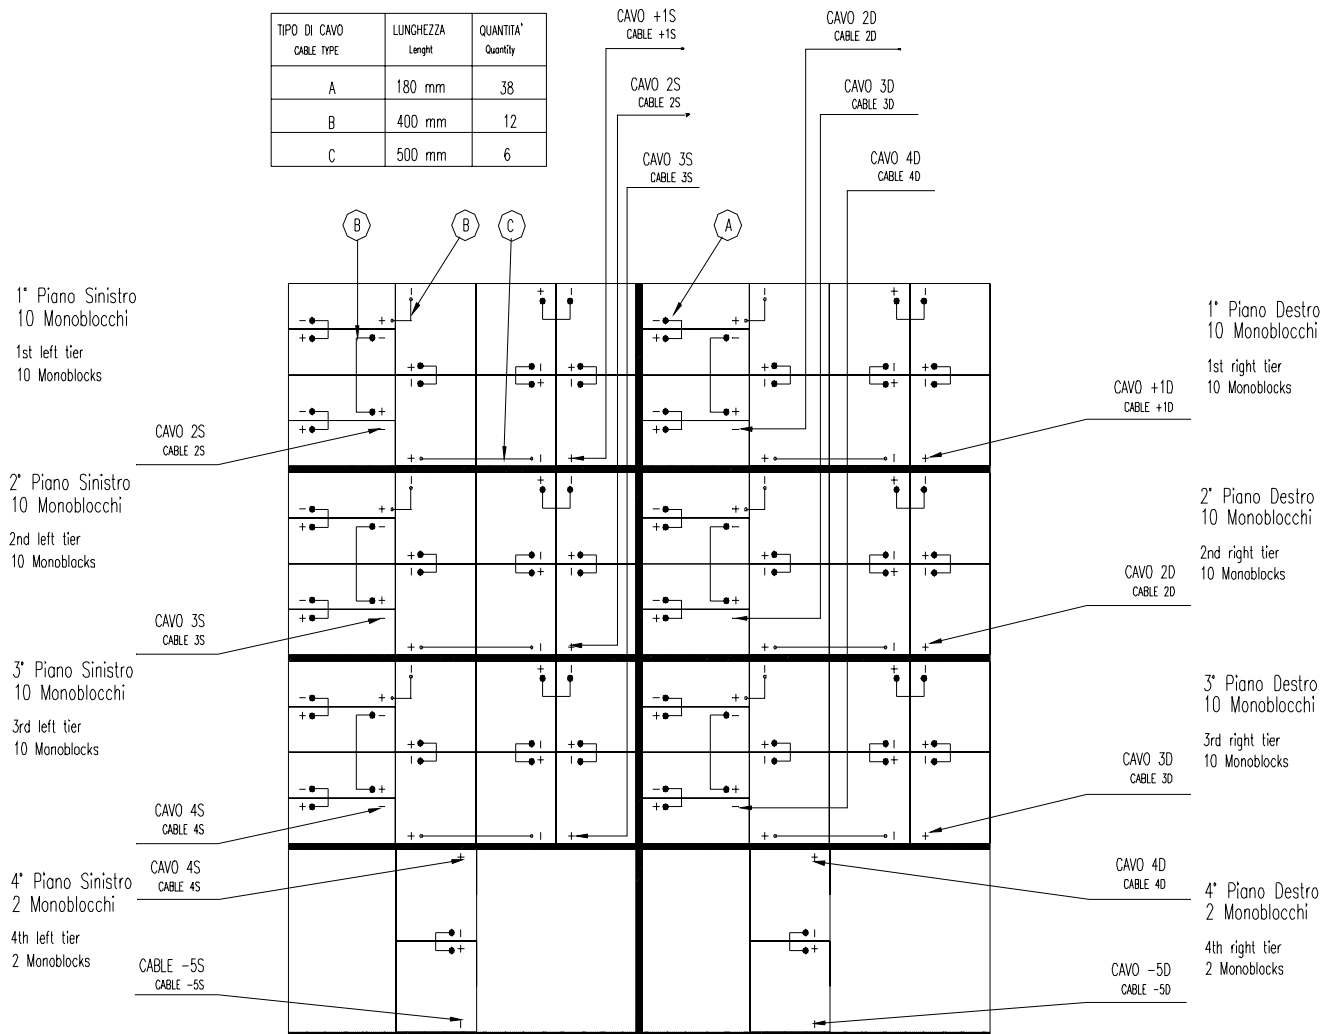 TIPO DI CAVO
CABLE TYPE
LUNGHEZZA
Lenght
QUANTITA'
Quantity
A
180 mm
38
B
400 mm
12
C
500 mm
6
CAVO +1S
CABLE +1S
CAVO 2S
CABLE 2S
CAVO 3S
CABLE 3S
CAVO 2D
CABLE 2D
CAVO 3D
CABLE 3D
CAVO 4D
CABLE 4D
B
B
C
A
1° Piano Sinistro
10 Monoblocchi
1st left tier
10 Monoblocks
CAVO 2S
CABLE 2S
2° Piano Sinistro
10 Monoblocchi
2nd left tier
10 Monoblacks
CAVO 3S
CABLE 3S
3° Piano Sinistro
10 Monoblocchi
3rd left tier
10 Monoblocks
CAVO 4S
CABLE 4S
CAVO 4S
CABLE 4S
4° Piano Sinistro
2 Monoblocchi
4th left tier
2 Monoblocks
CABLE -5S
CABLE -5S
1° Piano Destro
10 Monoblocchi
1st right tier
10 Monoblocks
CAVO +1D
CABLE +1D
2° Piano Destro
10 Monoblocchi
2nd right tier
10 Monoblocks
CAVO 2D
CABLE 2D
3° Piano Destro
10 Monoblocchi
3rd right tier
10 Monoblocks
CAVO 3D
CABLE 3D
CAVO 4D
CABLE 4D
4° Piano Destro
2 Monoblocchi
4th right tier
2 Monoblocks
CAVO -5D
CABLE -5D